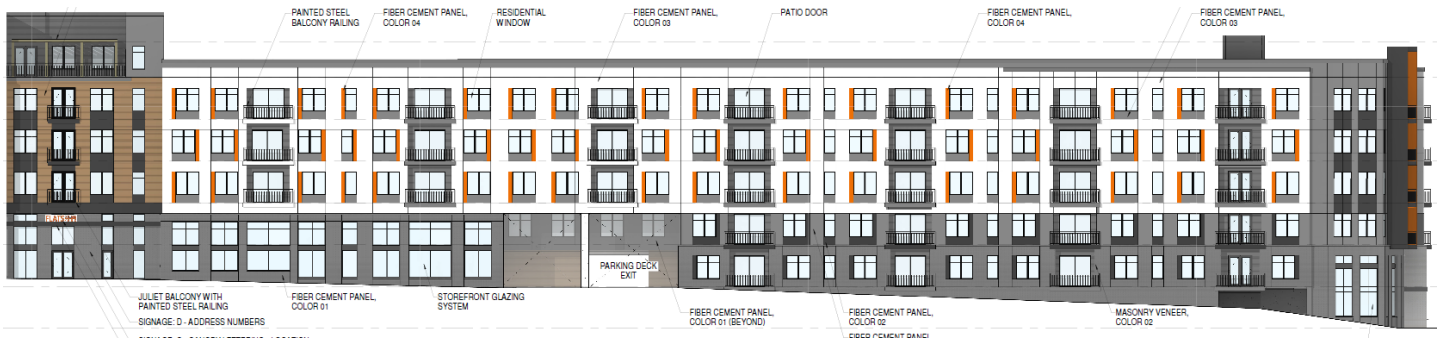 PAINTED STEEL
BALCONY RAILING
FIBER CEMENT PANEL,
COLOR 04
RESIDENTIAL
WINDOW
FIBER CEMENT PANEL,
COLOR 03
PATIO DOOR
FIBER CEMENT PANEL,
COLOR 04
FIBER CEMENT PANEL,
COLOR 03
PARKING DECK
EXIT
JULIET BALCONY WITH
PAINTED STEEL RAILING
SIGNAGE: D - ADDRESS NUMBERS
FIBER CEMENT PANEL,
COLOR 01
STOREFRONT GLAZING
SYSTEM
FIBER CEMENT PANEL,
COLOR 01 (BEYOND)
FIBER CEMENT PANEL,
COLOR 02
FIBER CEMENT PANEL
MASONRY VENEER,
COLOR 02